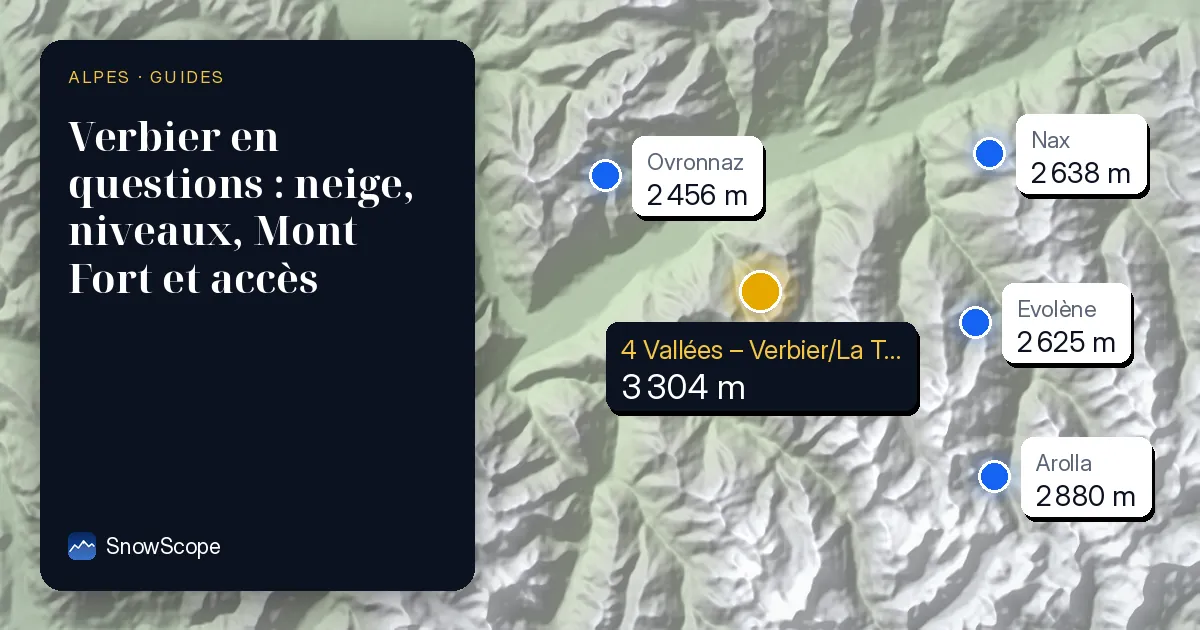 ALPES · GUIDES
Verbier en
questions : neige,
niveaux, Mont
Fort et accès
SnowScope
Ovronnaz
2 456 m
Nax
2 638 m
4 Vallées – Verbier/La T...
3 304 m
Evolène
2 625 m
Arolla
2 880 m